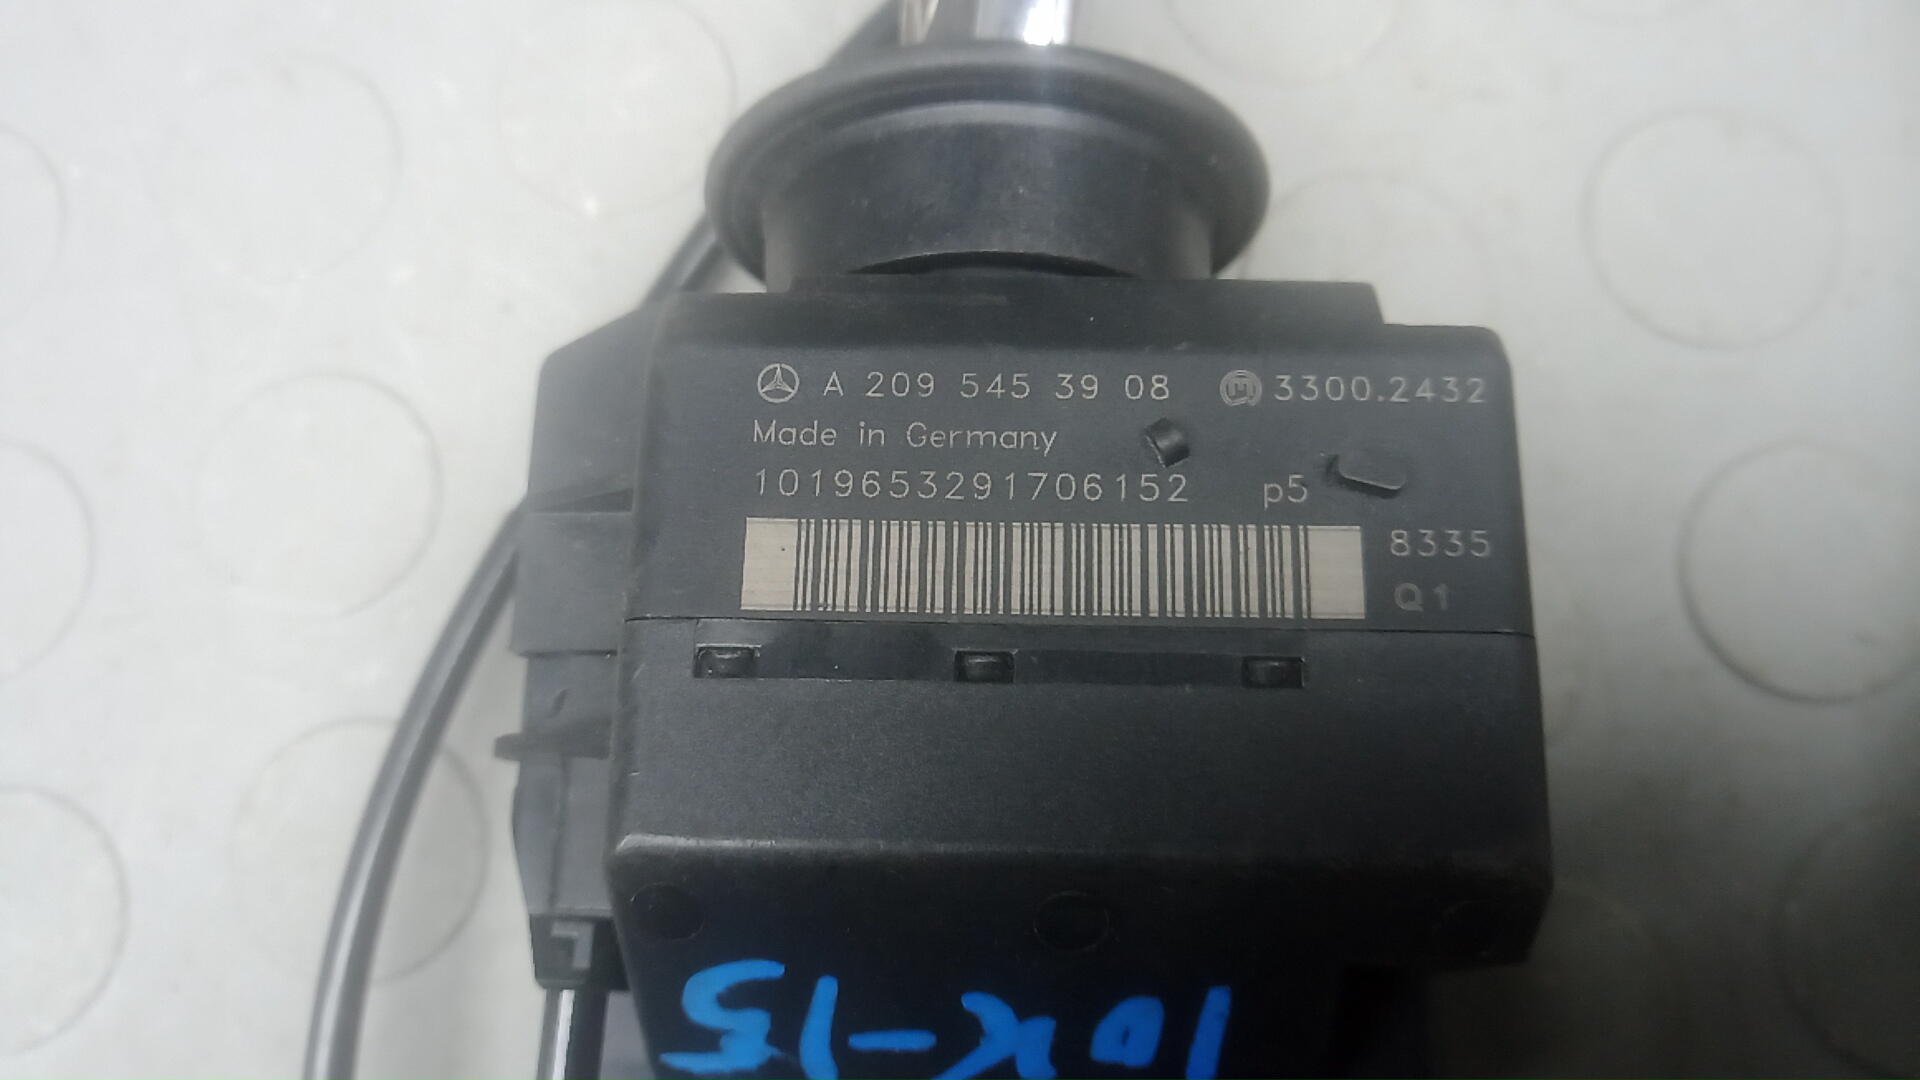 A 209 545 39 08 3300.2432
Made in Germany
1019653291706152 p5
8335
Q1
L
10K-15